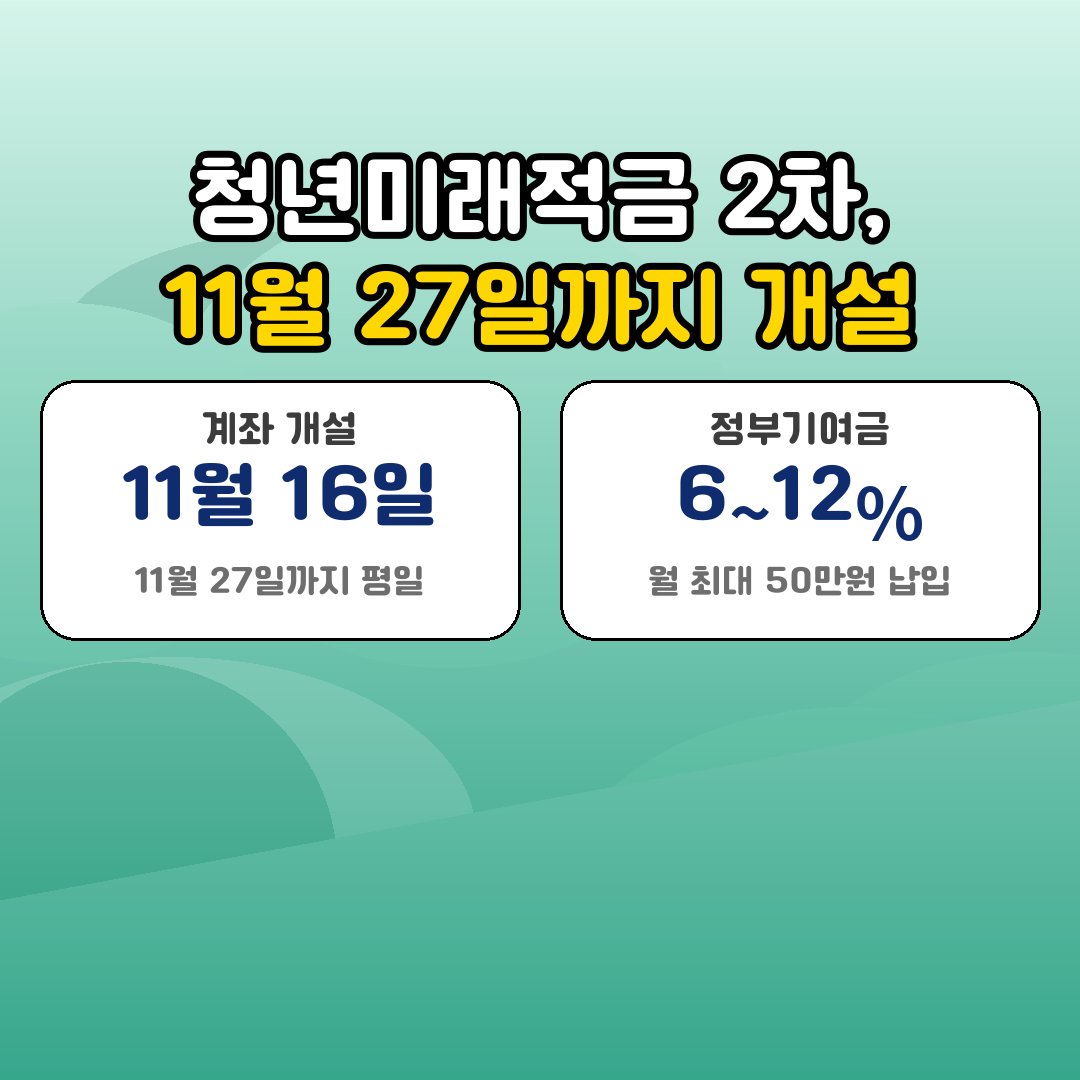 청년미래적금 2차,
11월 27일까지 개설
계좌 개설
11월 16일
11월 27일까지 평일
정부기여금
6~12%
월 최대 50만원 납입